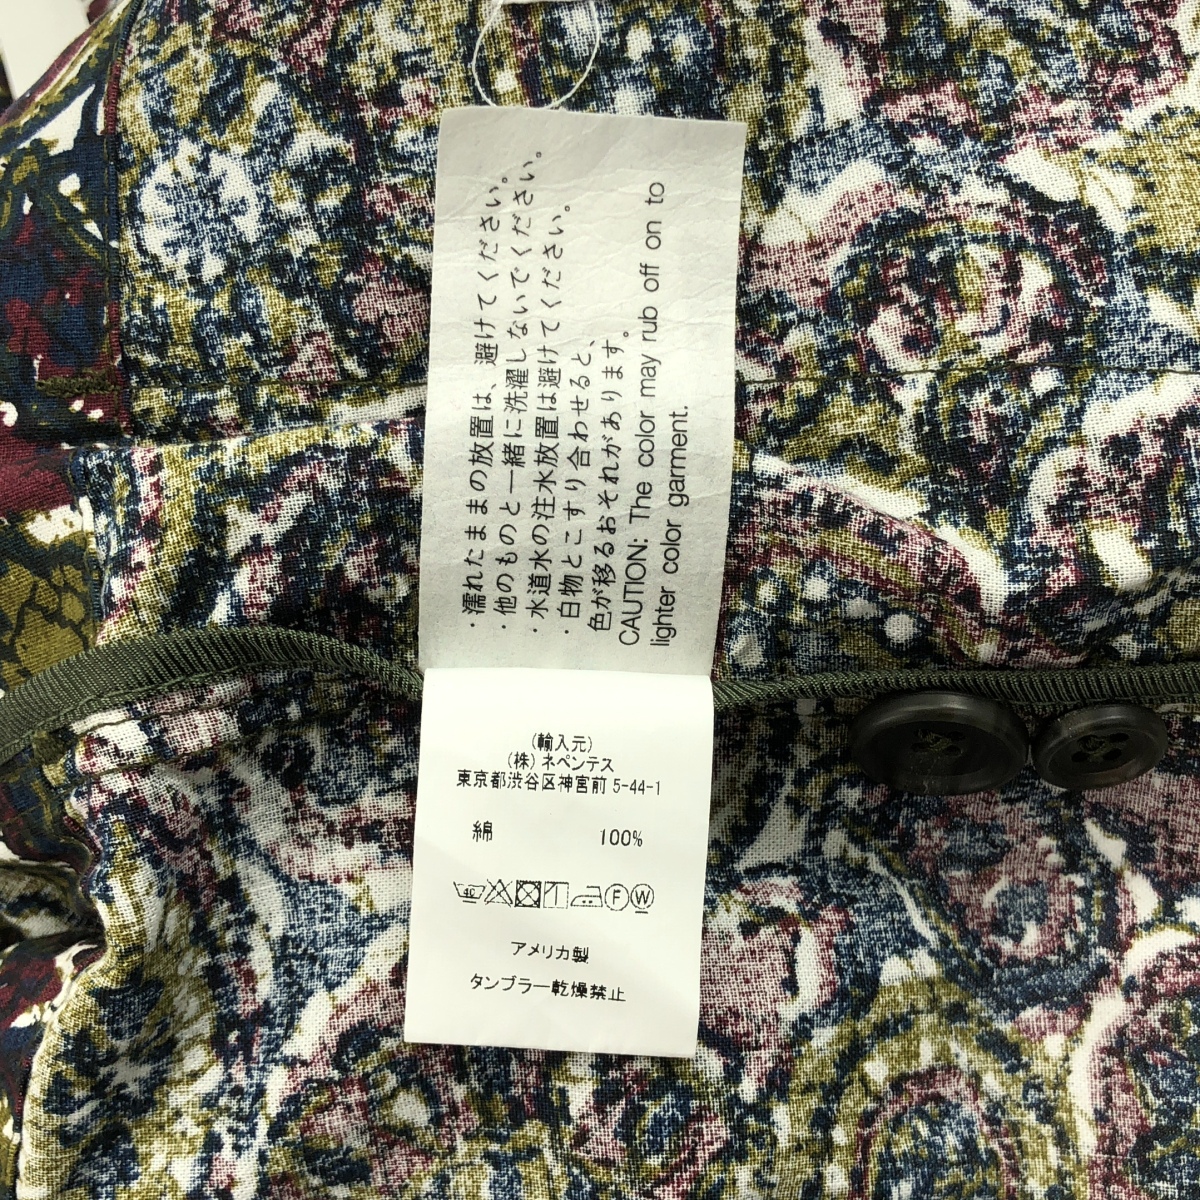 ・濡れたままの放置は、避けてください。
・他のものと一緒に洗濯しないでください。
・水道水の注水放置は避けてください。
・白物とこすり合わせると、
色が移るおそれがあります。
CAUTION: The color may rub off on to
lighter color garment.
(輸入元)
(株) ネペンテス
東京都渋谷区神宮前 5-44-1
綿 100%
40 F W
アメリカ製
タンブラー乾燥禁止